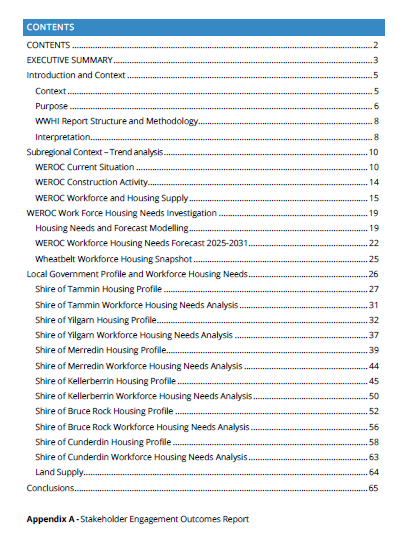 CONTENTS
CONTENTS 2
EXECUTIVE SUMMARY 3
Introduction and Context 5
Context 5
Purpose 6
WWHI Report Structure and Methodology 8
Interpretation 8
Subregional Context – Trend analysis 10
WEROC Current Situation 10
WEROC Construction Activity 14
WEROC Workforce and Housing Supply 15
WEROC Work Force Housing Needs Investigation 19
Housing Needs and Forecast Modelling 19
WEROC Workforce Housing Needs Forecast 2025-2031 22
Wheatbelt Workforce Housing Snapshot 25
Local Government Profile and Workforce Housing Needs 26
Shire of Tammin Housing Profile 27
Shire of Tammin Workforce Housing Needs Analysis 31
Shire of Yilgarn Housing Profile 32
Shire of Yilgarn Workforce Housing Needs Analysis 37
Shire of Merredin Housing Profile 39
Shire of Merredin Workforce Housing Needs Analysis 44
Shire of Kellerberrin Housing Profile 45
Shire of Kellerberrin Workforce Housing Needs Analysis 50
Shire of Bruce Rock Housing Profile 52
Shire of Bruce Rock Workforce Housing Needs Analysis 56
Shire of Cunderdin Housing Profile 58
Shire of Cunderdin Workforce Housing Needs Analysis 63
Land Supply 64
Conclusions 65
Appendix A - Stakeholder Engagement Outcomes Report